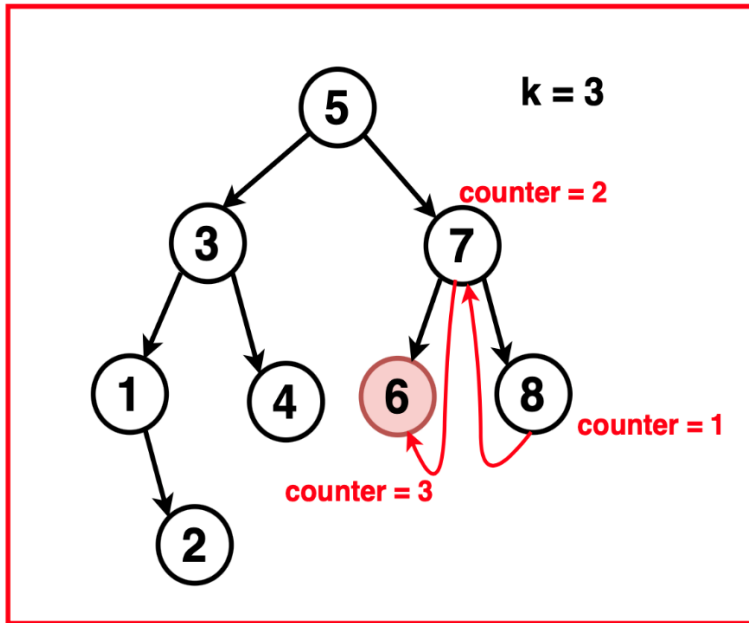 5
k = 3
counter = 2
3
7
1
4
6
8
counter = 1
counter = 3
2